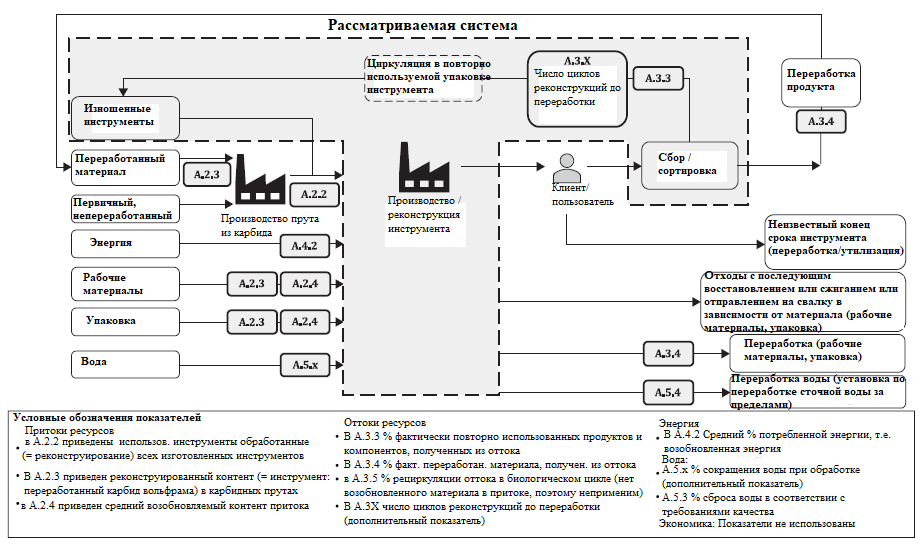 Рассматриваемая система
Циркуляция в повторно
используемой упаковке
инструмента
А.3.X
Число циклов
реконструкций до
переработки
А.3.3
Переработка
продукта
А.3.4
Изношенные
инструменты
Переработанный
материал
А.2.3
А.2.2
Первичный,
непереработанный
Производство прута
из карбида
Производство /
реконструкция
инструмента
Клиент/
пользователь
Сбор /
сортировка
Энергия
А.4.2
Рабочие
материалы
А.2.3
А.2.4
Упаковка
А.2.3
А.2.4
Вода
А.5.x
Неизвестный конец
срока инструмента
(переработка/утилизация)
Отходы с последующим
восстановлением или сжиганием или
отправлением на свалку в
зависимости от материала (рабочие
материалы, упаковка)
А.3.4
Переработка (рабочие
материалы, упаковка)
А.5.4
Переработка воды (установка по
переработке сточной воды за
пределами)
Условные обозначения показателей
Притоки ресурсов
• в А.2.2 приведены использов. инструменты обработанные
(= реконструирование) всех изготовленных инструментов
• В А.2.3 приведен реконструированный контент (= инструмент:
переработанный карбид вольфрама) в карбидных прутах
• в А.2.4 приведен средний возобновляемый контент притока
Оттоки ресурсов
• В А.3.3 % фактически повторно использованных продуктов и
компонентов, полученных из оттока
• В А.3.4 % факт. переработан. материала, получен. из оттока
• в А.3.5 % рециркуляции оттока в биологическом цикле (нет
возобновленного материала в притоке, поэтому неприменим)
• В А.3X число циклов реконструкций до переработки
(дополнительный показатель)
Энергия
• В А.4.2 Средний % потребленной энергии, т.е.
возобновленная энергия
Вода:
• А.5.x % сокращения воды при обработке
(дополнительный показатель)
• А.5.3 % сброса воды в соответствии с
требованиями качества
Экономика: Показатели не использованы